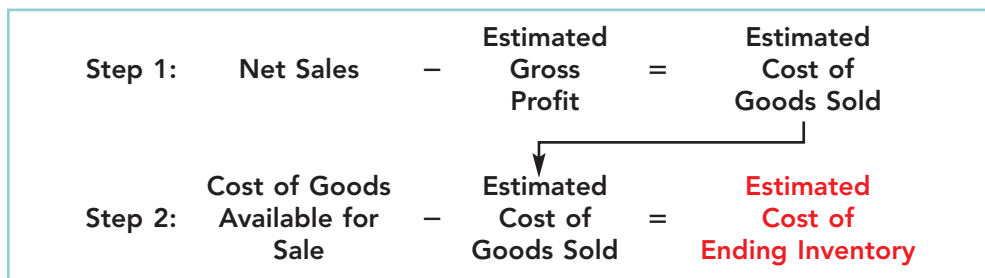 Estimated Estimated
Step 1: Net Sales – Gross = Cost of
Profit Goods Sold
Cost of Goods Estimated Estimated
Step 2: Available for – Cost of = Cost of
Sale Goods Sold Ending Inventory